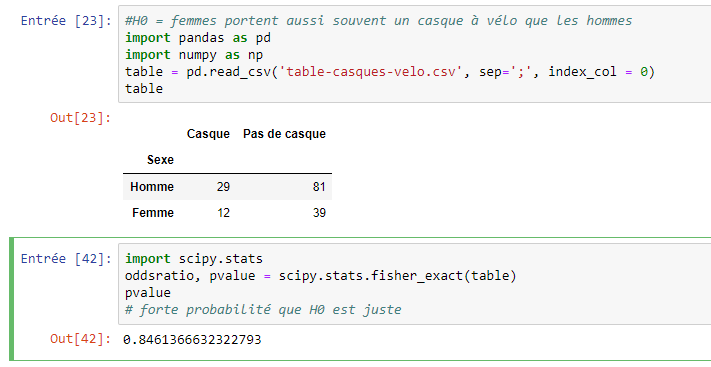 Entrée [23]: #H0 = femmes portent aussi souvent un casque à vélo que les hommes
import pandas as pd
import numpy as np
table = pd.read_csv('table-casques-velo.csv', sep=';', index_col = 0)
table
Out[23]:
Casque Pas de casque
Sexe
Homme 29 81
Femme 12 39
Entrée [42]: import scipy.stats
oddsratio, pvalue = scipy.stats.fisher_exact(table)
pvalue
# forte probabilité que H0 est juste
Out[42]: 0.8461366632322793